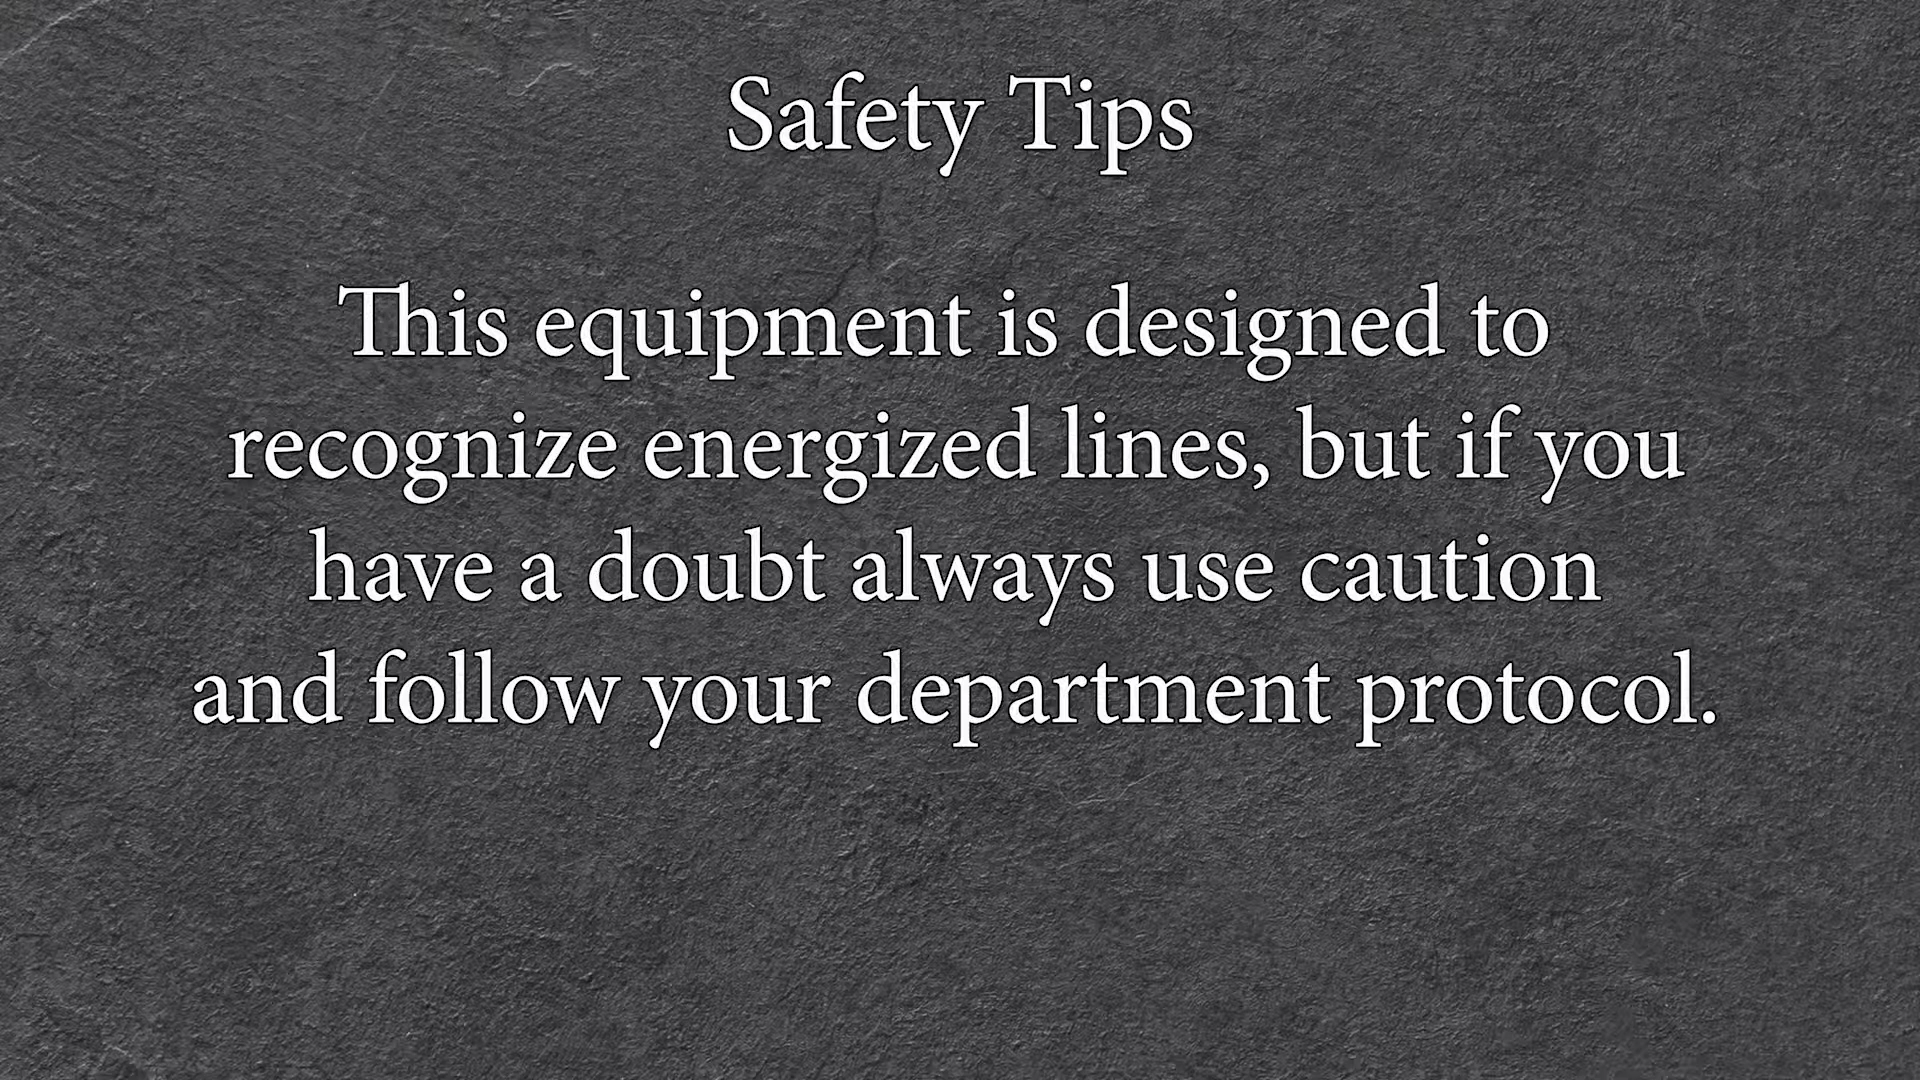 Safety Tips
This equipment is designed to
recognize energized lines, but if you
have a doubt always use caution
and follow your department protocol.